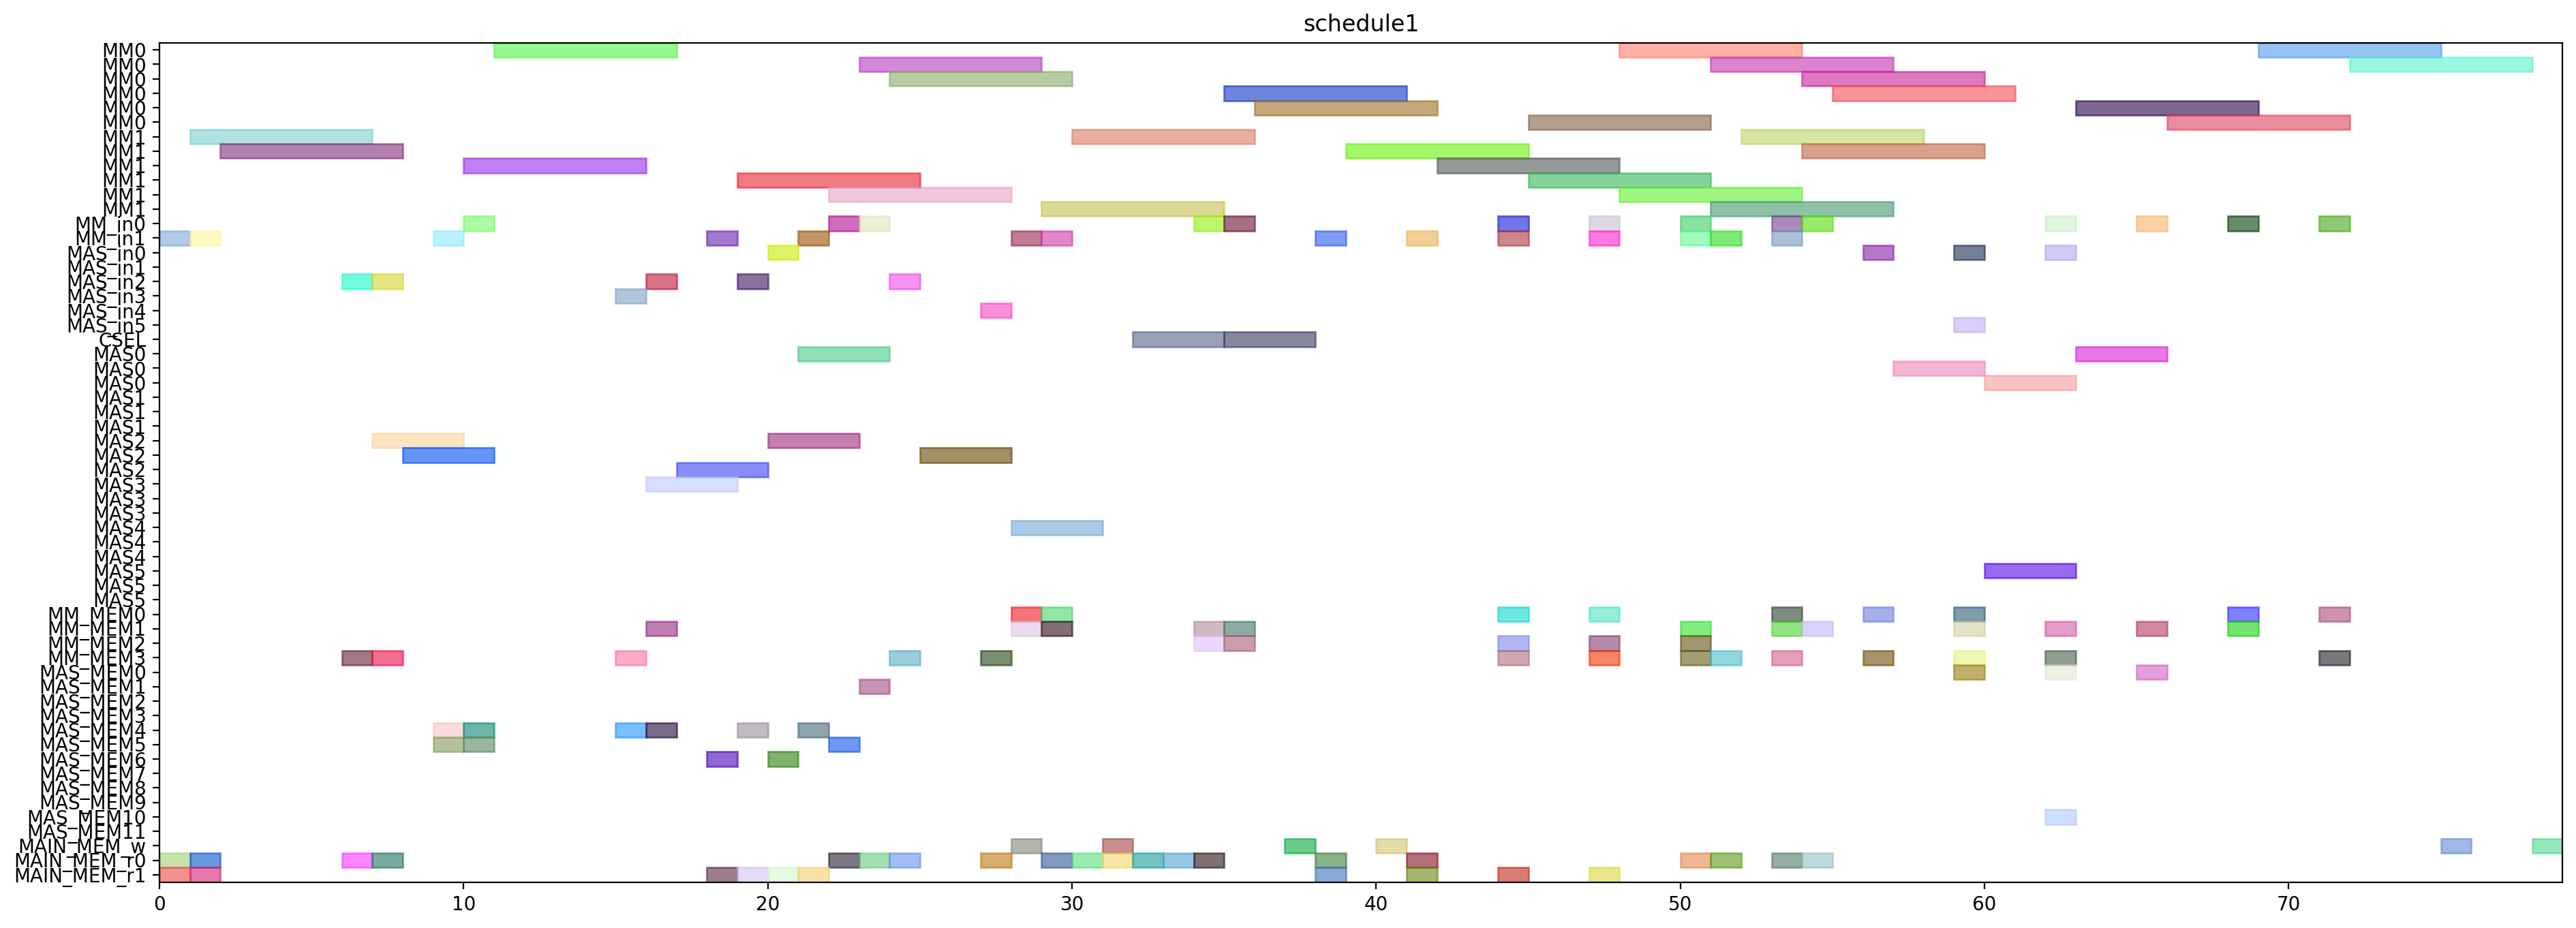 schedule1
MM0
MM0
MM0
MM0
MM0
MM0
MM1
MM1
MM1
MM1
MM1
MM1
MM_in0
MM_in1
MAS_in0
MAS_in1
MAS_in2
MAS_in3
MAS_in4
MAS_in5
CSEL
MAS0
MAS0
MAS0
MAS1
MAS1
MAS1
MAS2
MAS2
MAS2
MAS3
MAS3
MAS3
MAS4
MAS4
MAS4
MAS5
MAS5
MAS5
MM_MEM0
MM_MEM1
MM_MEM2
MM_MEM3
MAS_MEM0
MAS_MEM1
MAS_MEM2
MAS_MEM3
MAS_MEM4
MAS_MEM5
MAS_MEM6
MAS_MEM7
MAS_MEM8
MAS_MEM9
MAS_MEM10
MAS_MEM11
MAIN_MEM_w
MAIN_MEM_r0
MAIN_MEM_r1
0 10 20 30 40 50 60 70